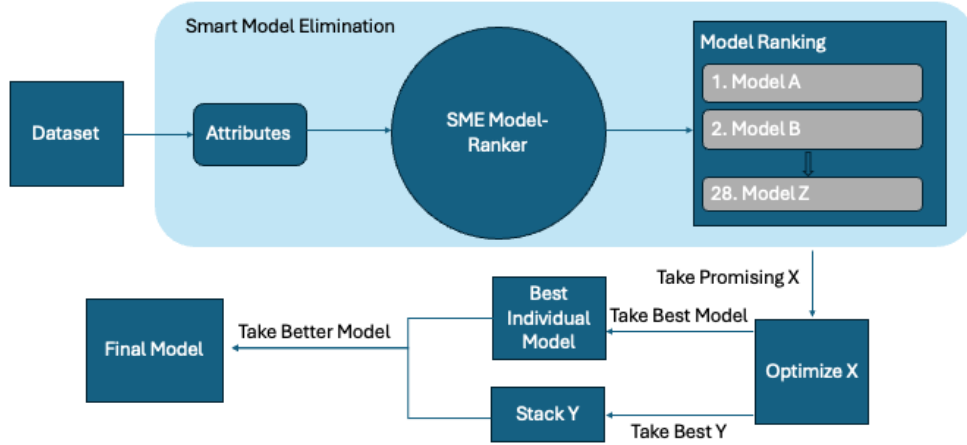 Smart Model Elimination
Dataset
Attributes
SME Model-
Ranker
Model Ranking
1. Model A
2. Model B
28. Model Z
Take Promising X
Optimize X
Take Best Model
Best
Individual
Model
Take Best Y
Stack Y
Take Better Model
Final Model